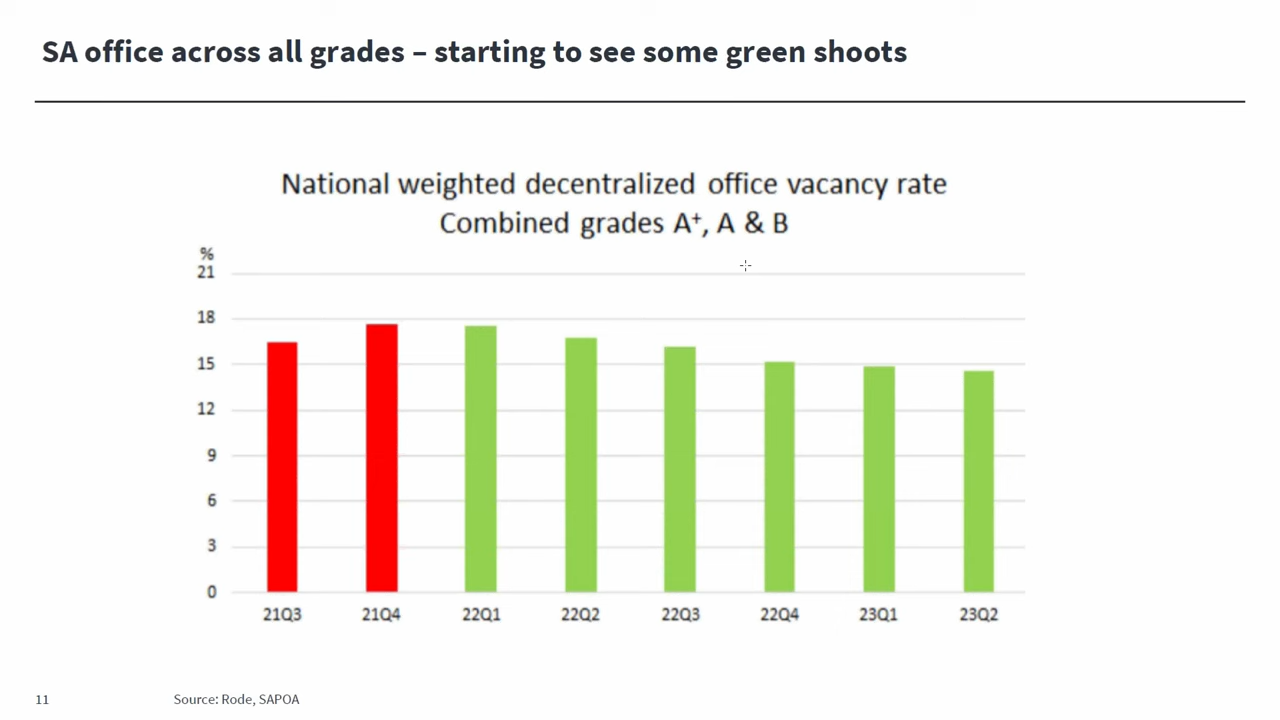 SA office across all grades – starting to see some green shoots
National weighted decentralized office vacancy rate
Combined grades A⁺, A & B
%
21
18
15
12
9
6
3
0
21Q3 21Q4 22Q1 22Q2 22Q3 22Q4 23Q1 23Q2
11 Source: Rode, SAPOA